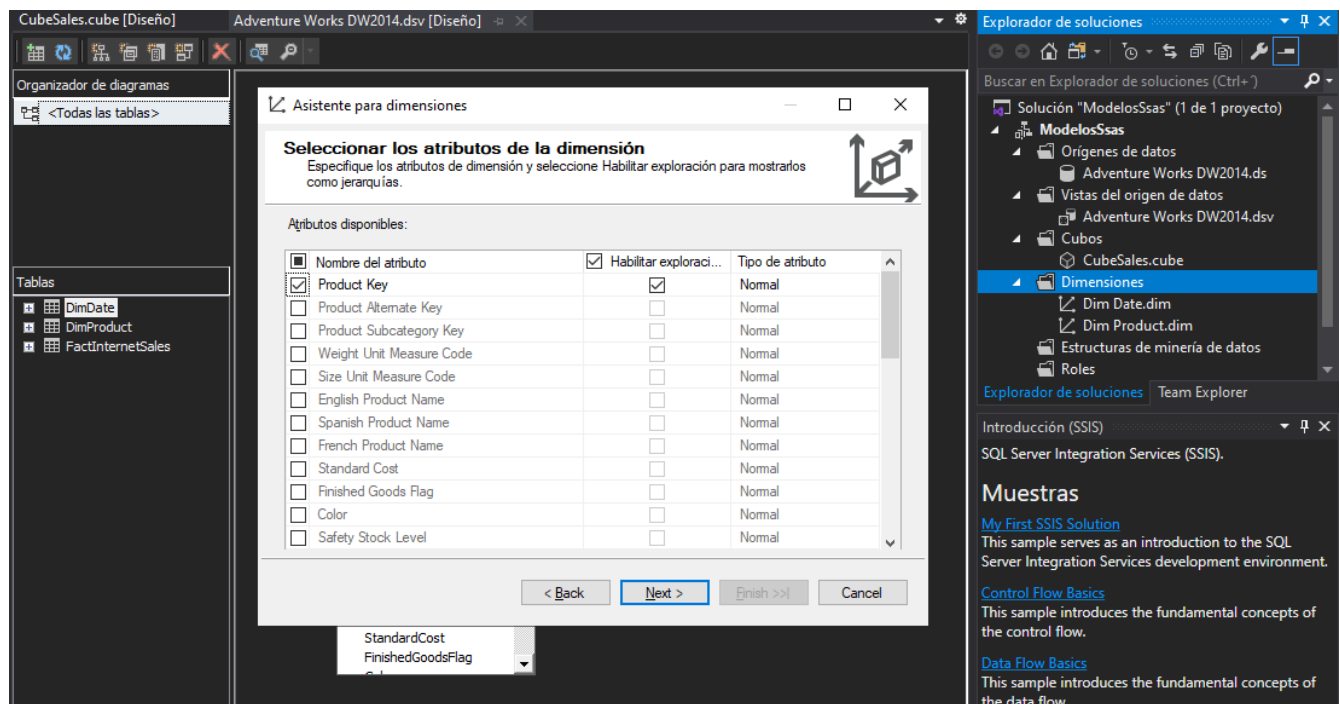 CubeSales.cube [Diseño]
Adventure Works DW2014.dsv [Diseño]
Organizador de diagramas
<Todas las tablas>
Tablas
DimDate
DimProduct
FactInternetSales
Asistente para dimensiones
Seleccionar los atributos de la dimensión
Especifique los atributos de dimensión y seleccione Habilitar exploración para mostrarlos
como jerarquías.
Atributos disponibles:
Nombre del atributo Habilitar exploraci... Tipo de atributo
Product Key Normal
Product Alternate Key Normal
Product Subcategory Key Normal
Weight Unit Measure Code Normal
Size Unit Measure Code Normal
English Product Name Normal
Spanish Product Name Normal
French Product Name Normal
Standard Cost Normal
Finished Goods Flag Normal
Color Normal
Safety Stock Level Normal
< Back Next > Finish >>| Cancel
StandardCost
FinishedGoodsFlag
Explorador de soluciones
Buscar en Explorador de soluciones (Ctrl+´)
Solución "ModelosSsas" (1 de 1 proyecto)
ModelosSsas
Orígenes de datos
Adventure Works DW2014.ds
Vistas del origen de datos
Adventure Works DW2014.dsv
Cubos
CubeSales.cube
Dimensiones
Dim Date.dim
Dim Product.dim
Estructuras de minería de datos
Roles
Explorador de soluciones Team Explorer
Introducción (SSIS)
SQL Server Integration Services (SSIS).
Muestras
My First SSIS Solution
This sample serves as an introduction to the SQL
Server Integration Services development environment.
Control Flow Basics
This sample introduces the fundamental concepts of
the control flow.
Data Flow Basics
This sample introduces the fundamental concepts of
the data flow